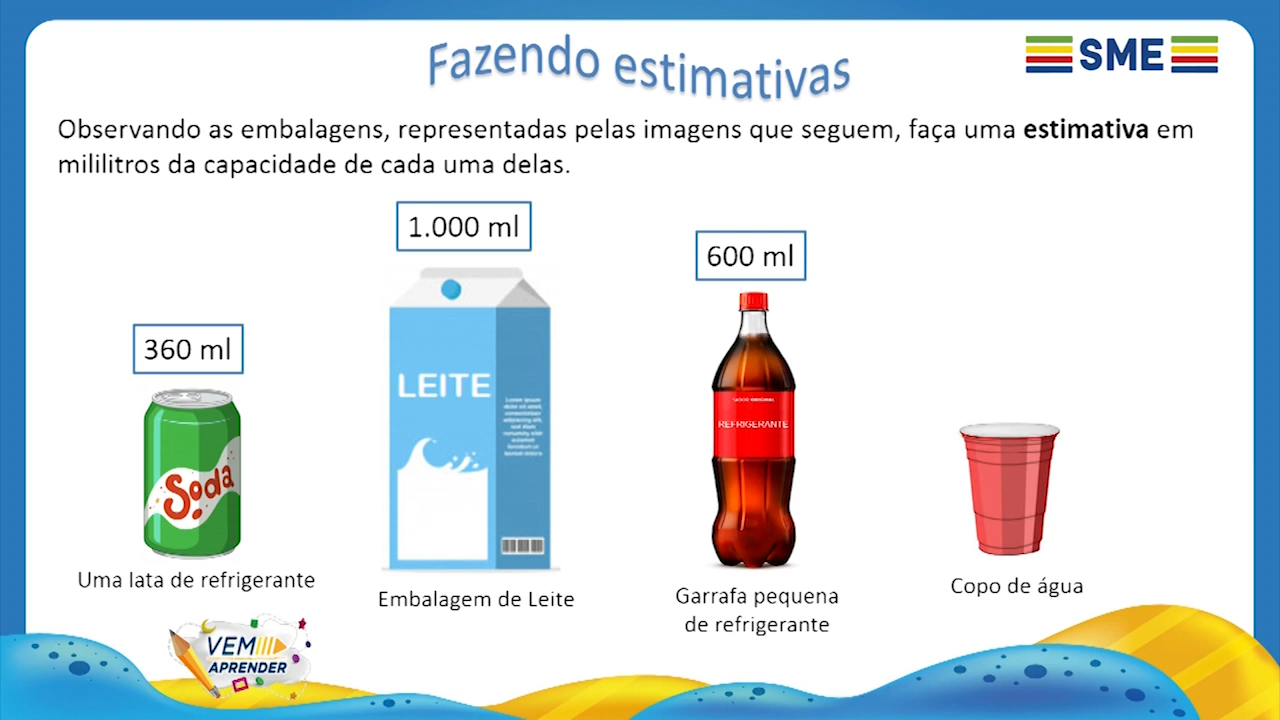 Fazendo estimativas
SME
Observando as embalagens, representadas pelas imagens que seguem, faça uma estimativa em
mililitros da capacidade de cada uma delas.
1.000 ml
600 ml
360 ml
LEITE
SABOR ORIGINAL
REFRIGERANTE
Soda
Uma lata de refrigerante
Embalagem de Leite
Garrafa pequena
de refrigerante
Copo de água
VEM
APRENDER